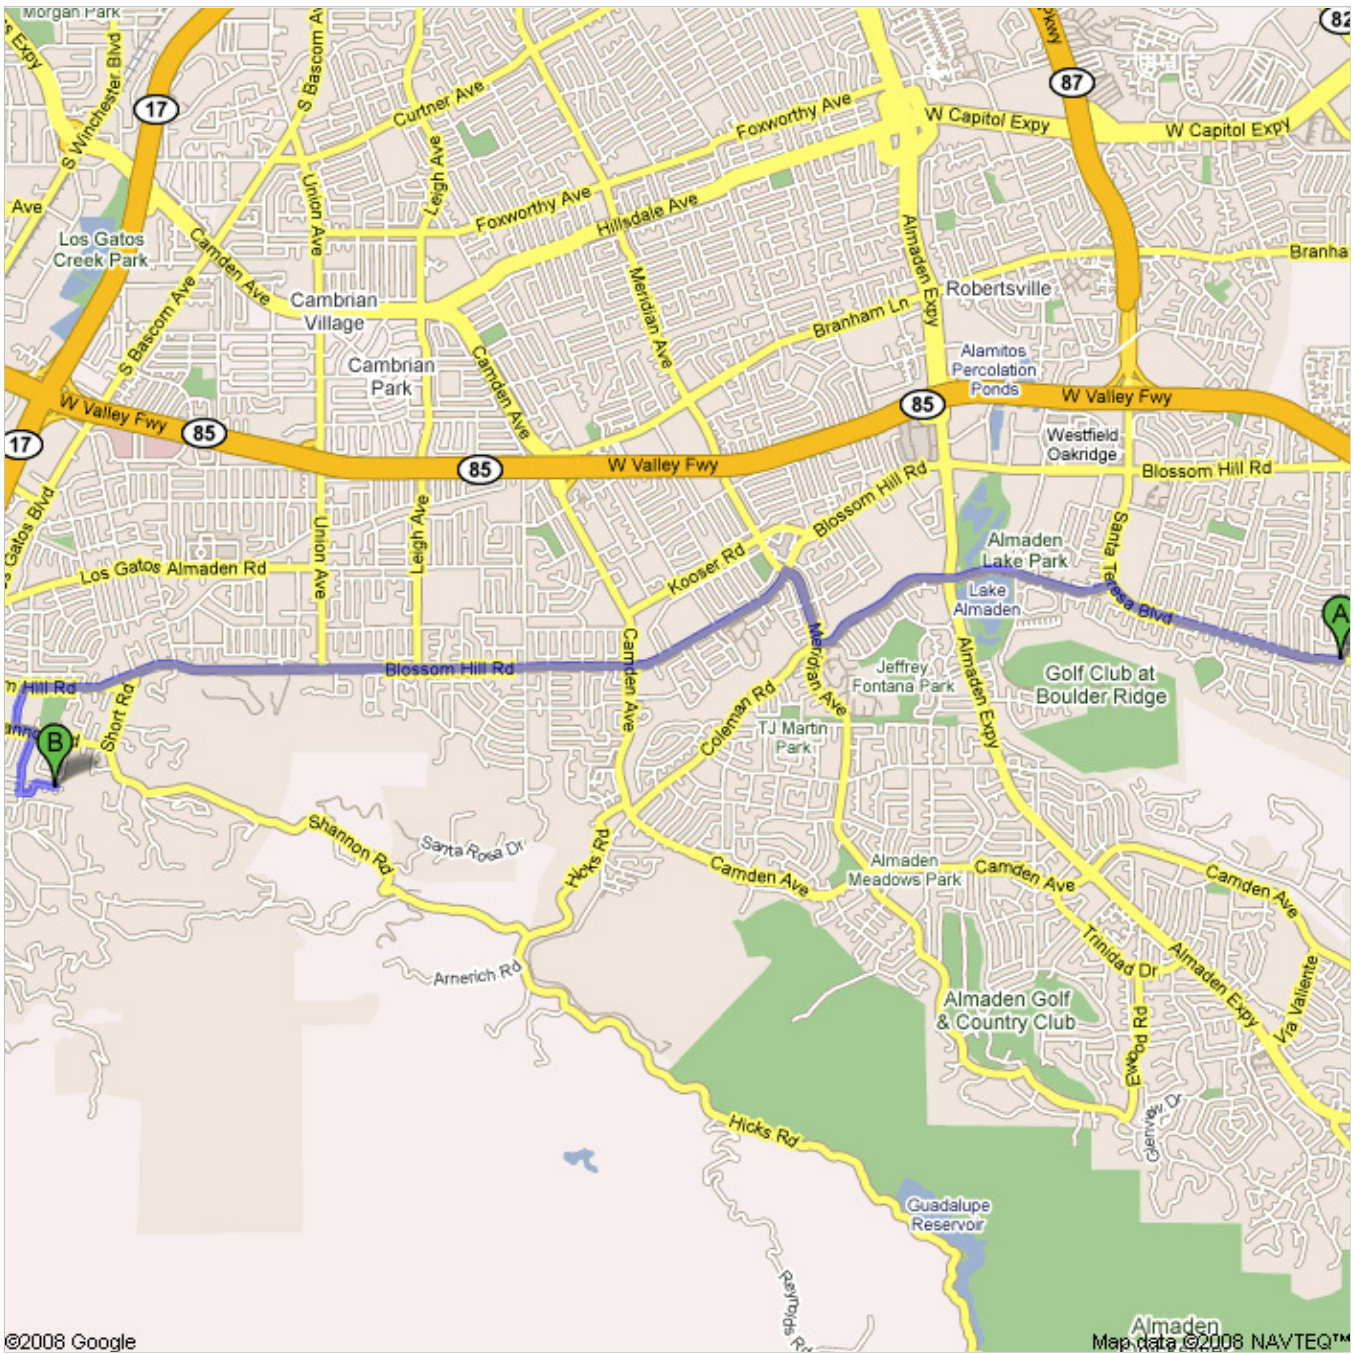 Morgan Park
S Winchester Blvd
17
S Bascom Av
Curtner Ave
Foxworthy Ave
W Capitol Expy
87
W Capitol Expy
82
Ave
Los Gatos
Creek Park
Union Ave
Leigh Ave
Foxworthy Ave
Hillsdale Ave
Almaden Expy
Camden Ave
Meridian Ave
Branham Ln
Robertsville
Branha
Cambrian
Village
S Bascom Ave
Cambrian
Park
Camden Ave
Alamitos
Percolation
Ponds
W Valley Fwy
85
17
85
W Valley Fwy
85
W Valley Fwy
Westfield
Oakridge
Blossom Hill Rd
Blossom Hill Rd
Gatos Blvd
Union Ave
Leigh Ave
Los Gatos Almaden Rd
Kooser Rd
Santa Teresa Blvd
Almaden
Lake Park
Lake
Almaden
A
Blossom Hill Rd
Camden Ave
Meridian Ave
Jeffrey
Fontana Park
Almaden Expy
Golf Club at
Boulder Ridge
m Hill Rd
Short Rd
B
Coleman Rd
TJ Martin
Park
Shannon Rd
Santa Rosa Dr
Hicks Rd
Camden Ave
Almaden
Meadows Park
Camden Ave
Camden Ave
Trinidad Dr
Almaden Expy
Via Valiente
Arnerich Rd
Almaden Golf
& Country Club
Glenview Dr
Hicks Rd
Guadalupe
Reservoir
Reynolds Rd
Almaden
©2008 Google
Map data ©2008 NAVTEQ™